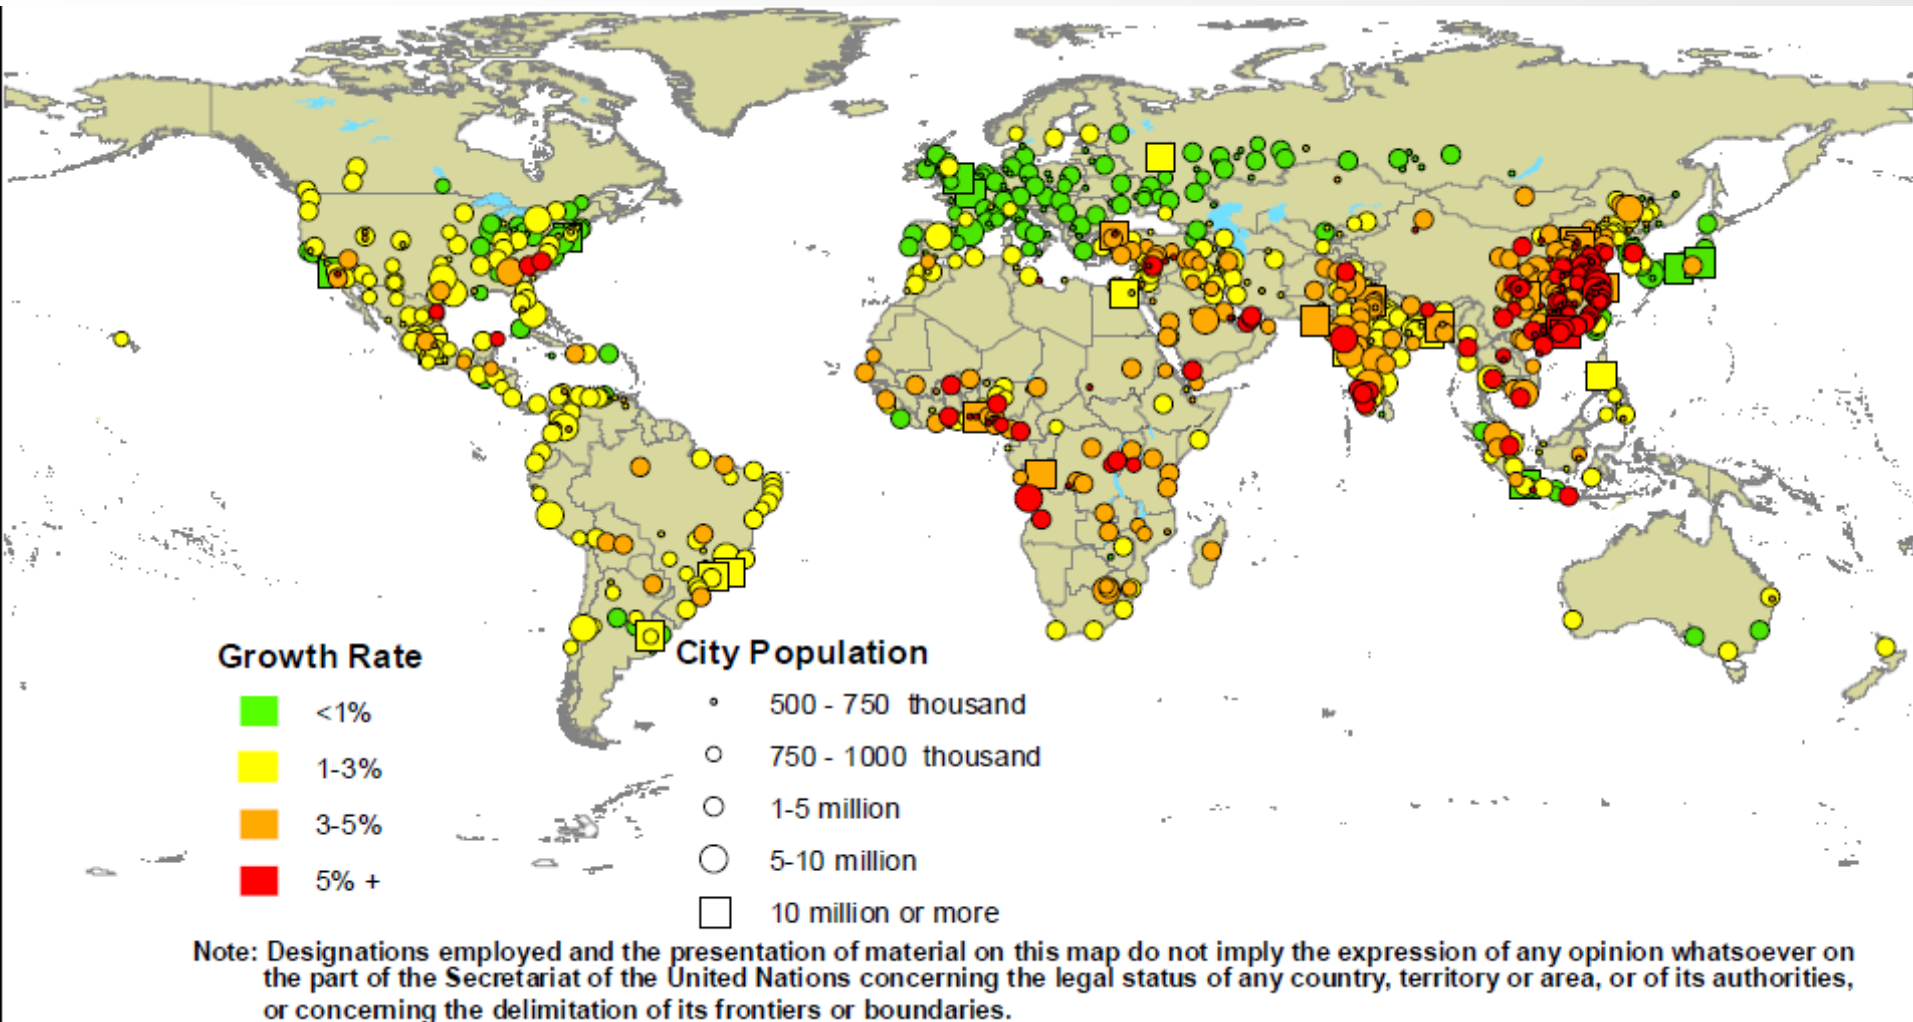 Growth Rate
<1%
1-3%
3-5%
5% +
City Population
500 - 750 thousand
750 - 1000 thousand
1-5 million
5-10 million
10 million or more
Note: Designations employed and the presentation of material on this map do not imply the expression of any opinion whatsoever on
the part of the Secretariat of the United Nations concerning the legal status of any country, territory or area, or of its authorities,
or concerning the delimitation of its frontiers or boundaries.